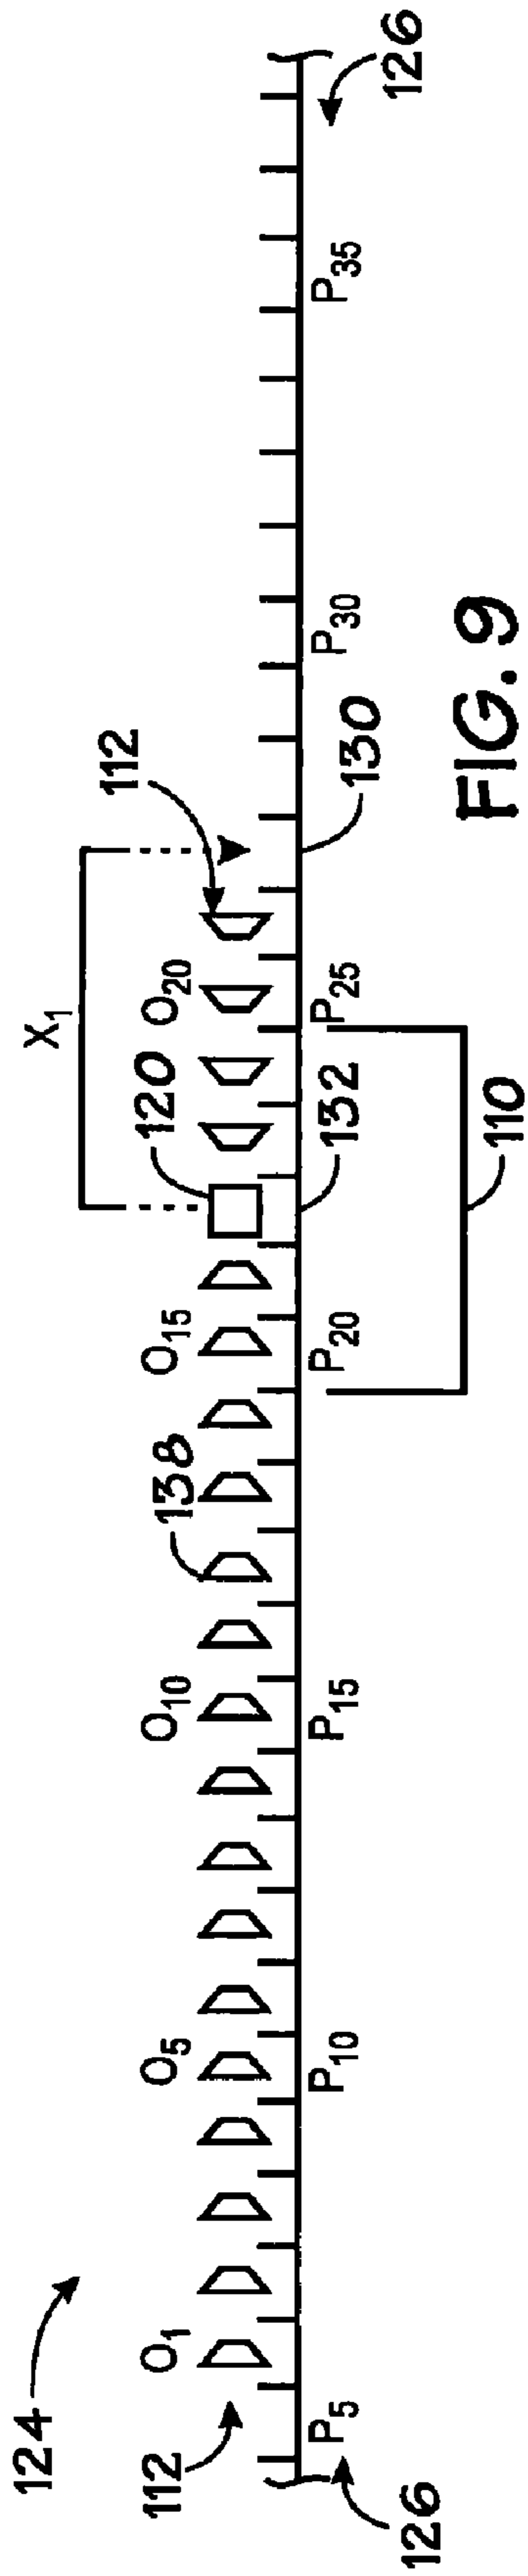 124
X₁
112
O₁
O₅
O₁₀
138
O₁₅
120
O₂₀
112
126
P₅
P₁₀
P₁₅
P₂₀
132
P₂₅
130
P₃₀
P₃₅
126
110
FIG. 9